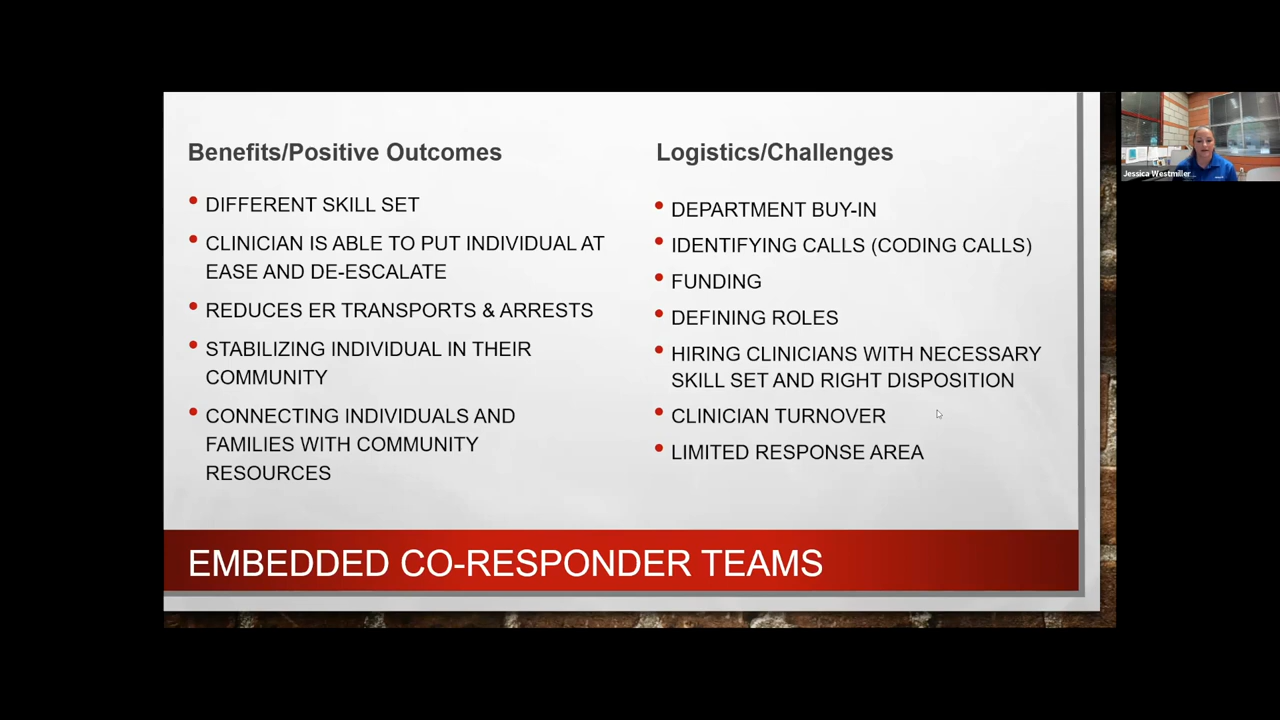 Benefits/Positive Outcomes
DIFFERENT SKILL SET
CLINICIAN IS ABLE TO PUT INDIVIDUAL AT
EASE AND DE-ESCALATE
REDUCES ER TRANSPORTS & ARRESTS
STABILIZING INDIVIDUAL IN THEIR
COMMUNITY
CONNECTING INDIVIDUALS AND
FAMILIES WITH COMMUNITY
RESOURCES
Logistics/Challenges
DEPARTMENT BUY-IN
IDENTIFYING CALLS (CODING CALLS)
FUNDING
DEFINING ROLES
HIRING CLINICIANS WITH NECESSARY
SKILL SET AND RIGHT DISPOSITION
CLINICIAN TURNOVER
LIMITED RESPONSE AREA
EMBEDDED CO-RESPONDER TEAMS
Jessica Westmiller...